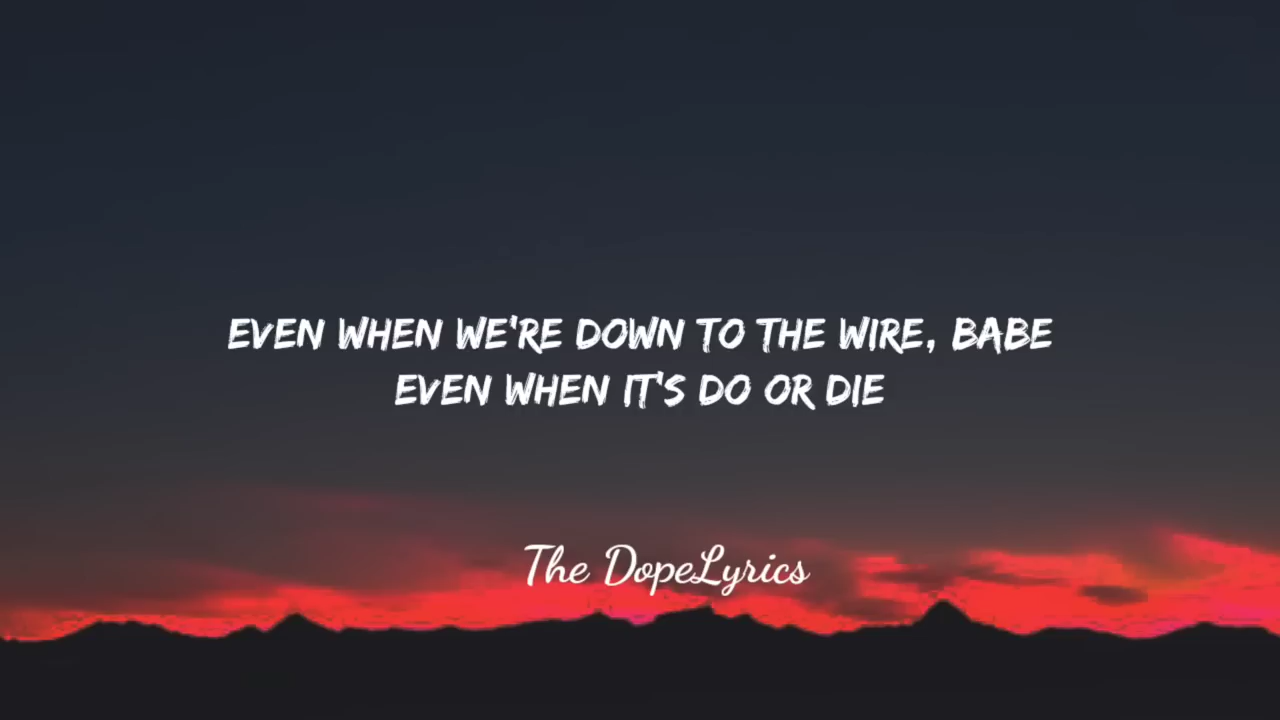 EVEN WHEN WE'RE DOWN TO THE WIRE, BABE
EVEN WHEN IT'S DO OR DIE
The DopeLyrics